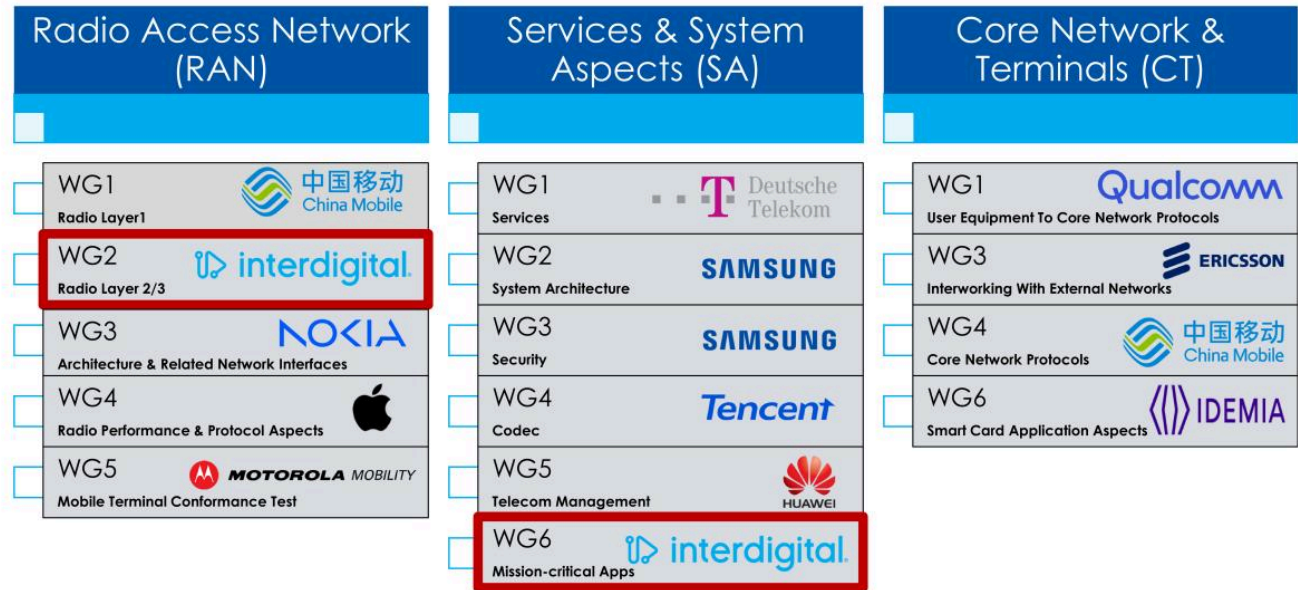 Radio Access Network
(RAN)
WG1
中国移动
China Mobile
Radio Layer1
WG2
interdigital.
Radio Layer 2/3
WG3
NOKIA
Architecture & Related Network Interfaces
WG4
Radio Performance & Protocol Aspects
WG5
MOTOROLA MOBILITY
Mobile Terminal Conformance Test
Services & System
Aspects (SA)
WG1
Deutsche
Telekom
T
Services
WG2
SAMSUNG
System Architecture
WG3
SAMSUNG
Security
WG4
Tencent
Codec
WG5
HUAWEI
Telecom Management
WG6
interdigital.
Mission-critical Apps
Core Network &
Terminals (CT)
WG1
Qualcomm
User Equipment To Core Network Protocols
WG3
ERICSSON
Interworking With External Networks
WG4
中国移动
China Mobile
Core Network Protocols
WG6
IDEMIA
Smart Card Application Aspects